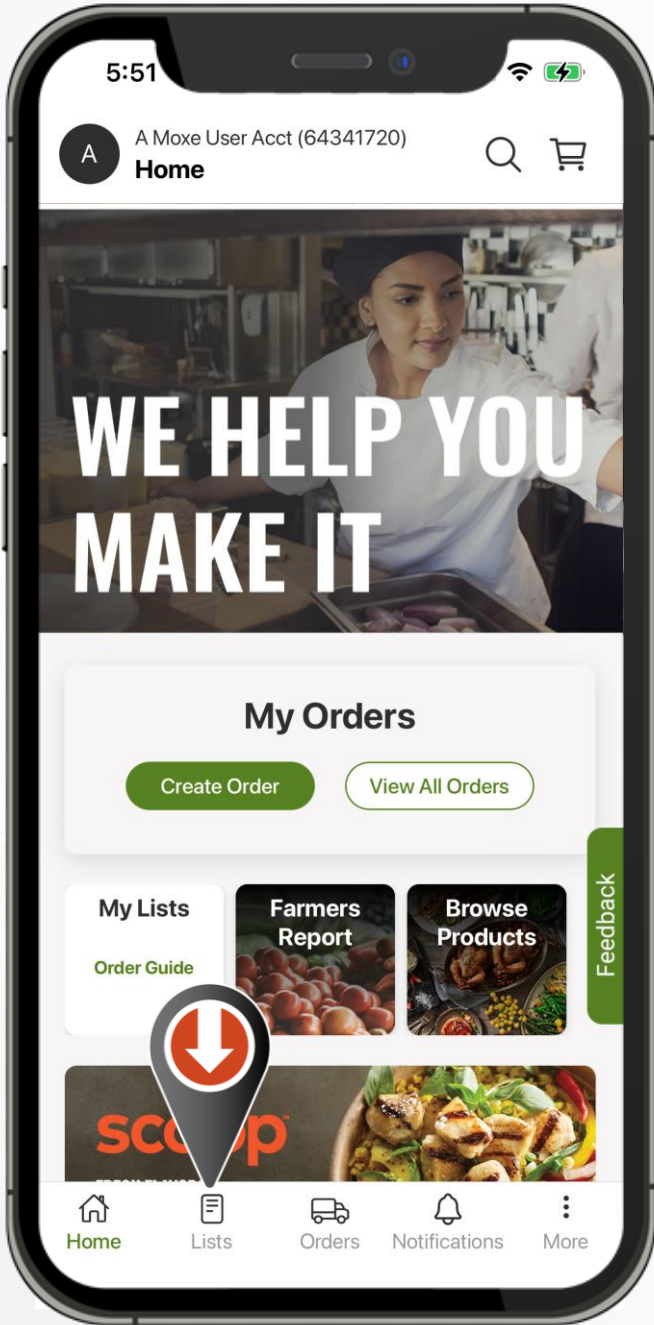 5:51
A
A Moxe User Acct (64341720)
Home
WE HELP YOU
MAKE IT
My Orders
Create Order
View All Orders
My Lists
Order Guide
Farmers
Report
Browse
Products
Feedback
Home
Lists
Orders
Notifications
More